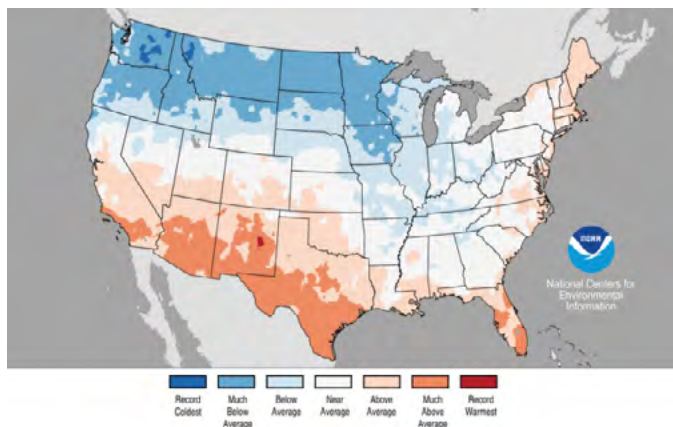 NOAA
National Centers for
Environmental
Information
Record
Coldest
Much
Below
Average
Below
Average
Near
Average
Above
Average
Much
Above
Average
Record
Warmest